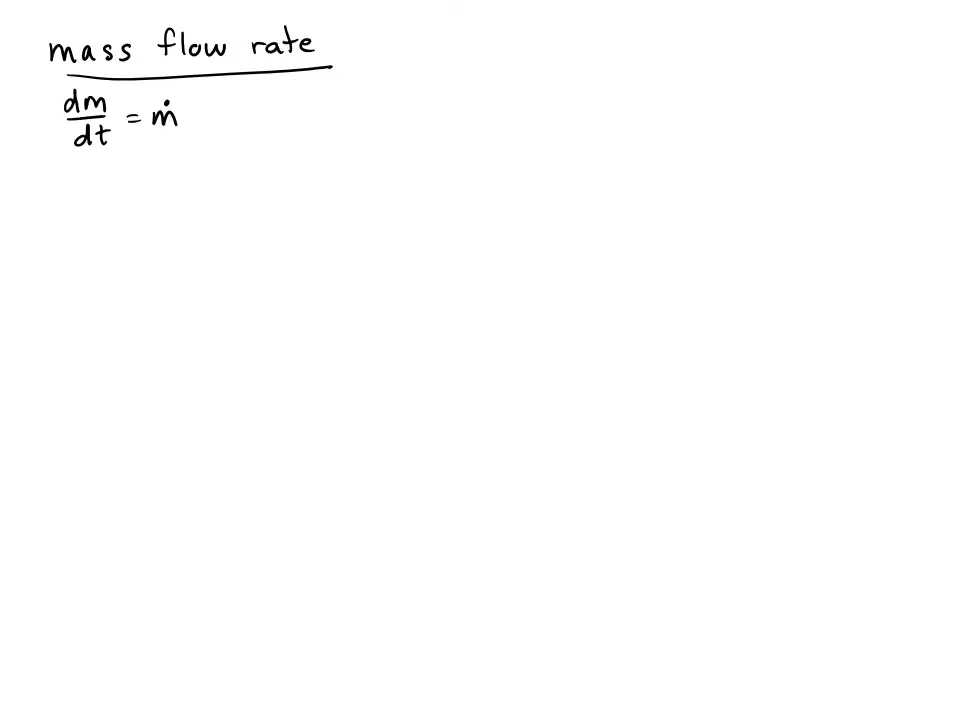 mass flow rate
dm/dt = ṁ